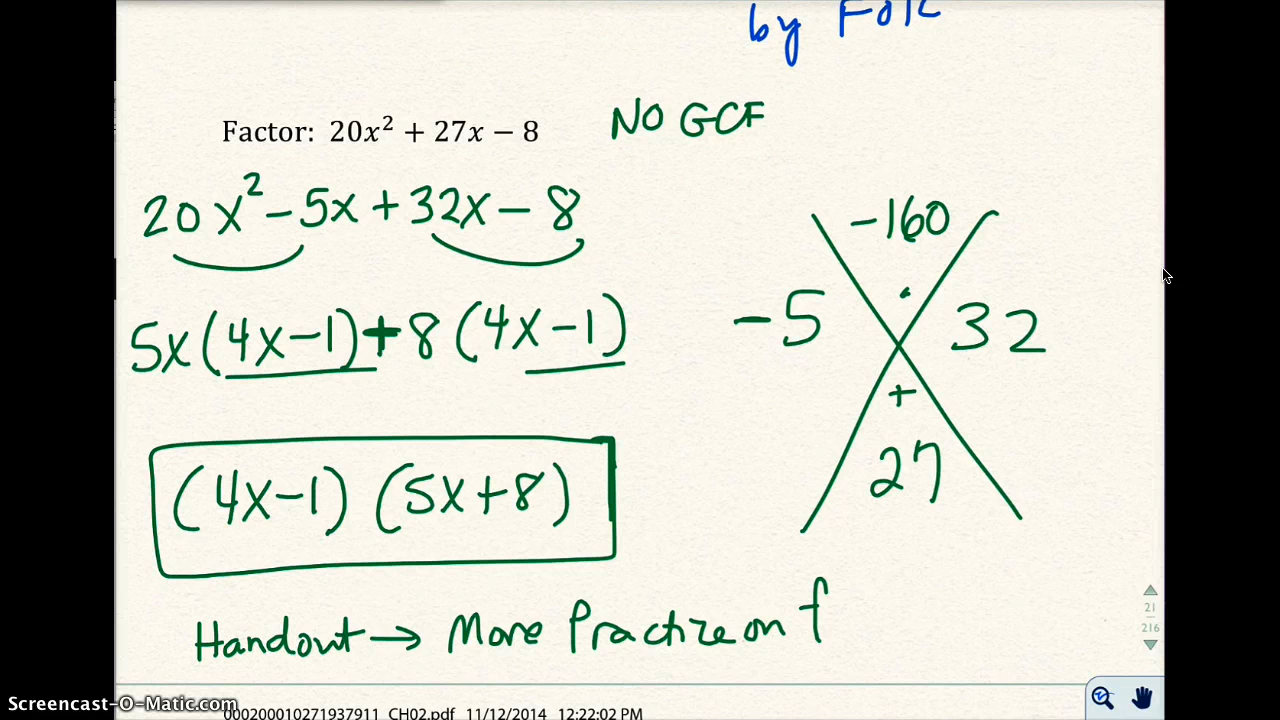 by FOIL
Factor: 20x² + 27x − 8
NO GCF
20x² − 5x + 32x − 8
5x(4x−1)+8(4x−1)
(4x−1)(5x+8)
-160
·
-5
32
+
27
Handout → More Practize on f
21
216
Screencast-O-Matic.com
000200010271937911_CH02.pdf 11/12/2014 12:22:02 PM